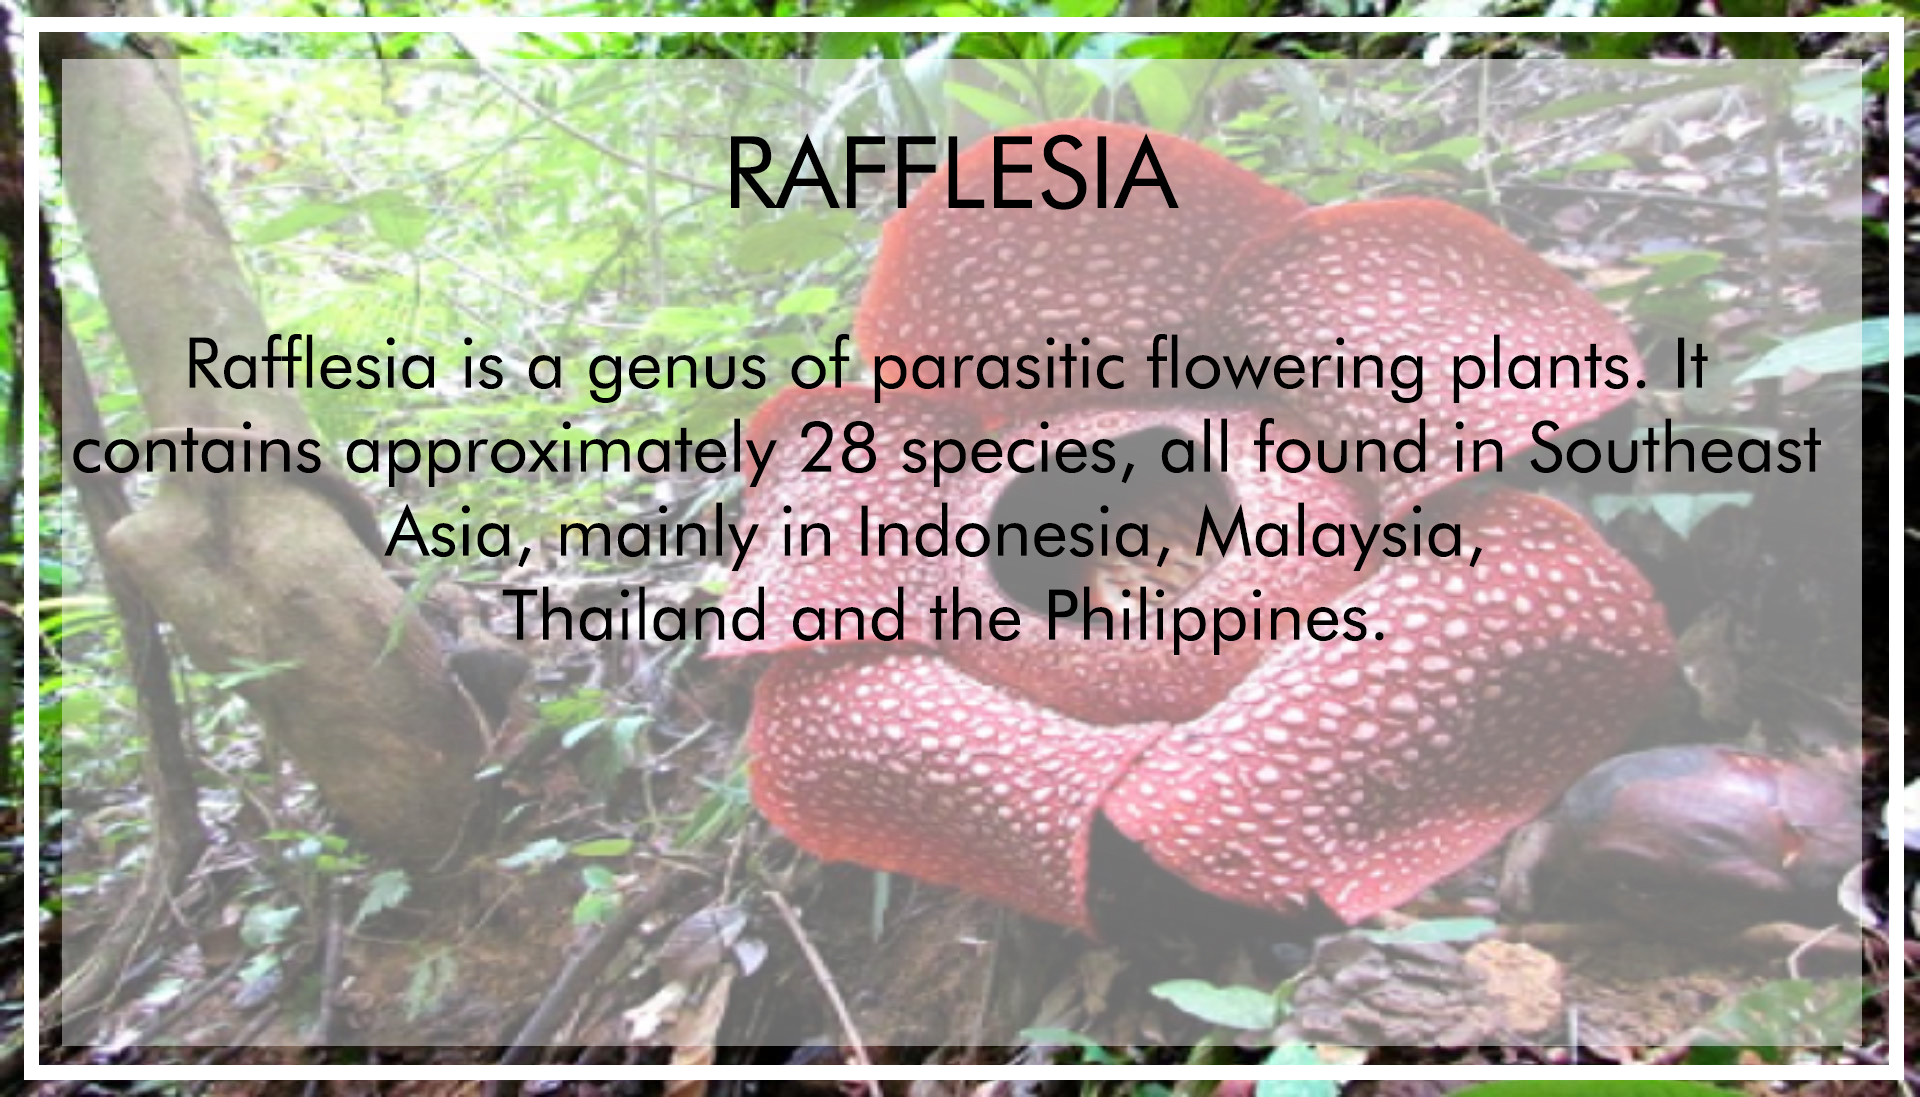 RAFFLESIA
Rafflesia is a genus of parasitic flowering plants. It
contains approximately 28 species, all found in Southeast
Asia, mainly in Indonesia, Malaysia,
Thailand and the Philippines.